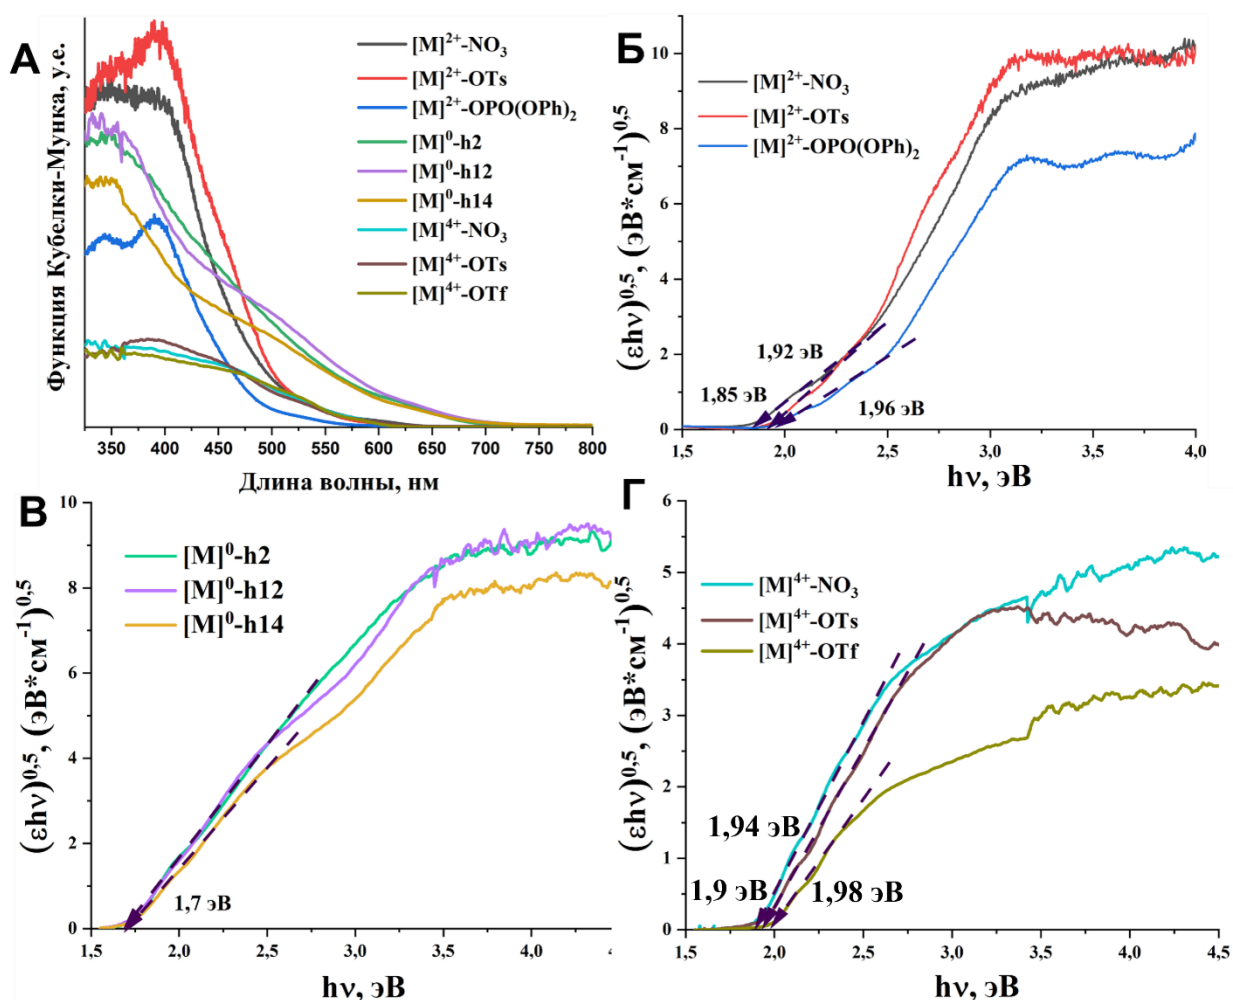 А
Функция Кубелки-Мунка, у.е.
[M]²⁺-NO₃
[M]²⁺-OTs
[M]²⁺-OPO(OPh)₂
[M]⁰-h2
[M]⁰-h12
[M]⁰-h14
[M]⁴⁺-NO₃
[M]⁴⁺-OTs
[M]⁴⁺-OTf
350 400 450 500 550 600 650 700 750 800
Длина волны, нм
Б
(εhν)⁰,⁵, (эВ*см⁻¹)⁰,⁵
10
8
6
4
2
0
[M]²⁺-NO₃
[M]²⁺-OTs
[M]²⁺-OPO(OPh)₂
1,92 эВ
1,85 эВ
1,96 эВ
1,5 2,0 2,5 3,0 3,5 4,0
hν, эВ
В
(εhν)⁰,⁵, (эВ*см⁻¹)⁰,⁵
10
8
6
4
2
0
[M]⁰-h2
[M]⁰-h12
[M]⁰-h14
1,7 эВ
1,5 2,0 2,5 3,0 3,5 4,0
hν, эВ
Г
(εhν)⁰,⁵, (эВ*см⁻¹)⁰,⁵
6
5
4
3
2
1
0
[M]⁴⁺-NO₃
[M]⁴⁺-OTs
[M]⁴⁺-OTf
1,94 эВ
1,9 эВ
1,98 эВ
1,5 2,0 2,5 3,0 3,5 4,0 4,5
hν, эВ